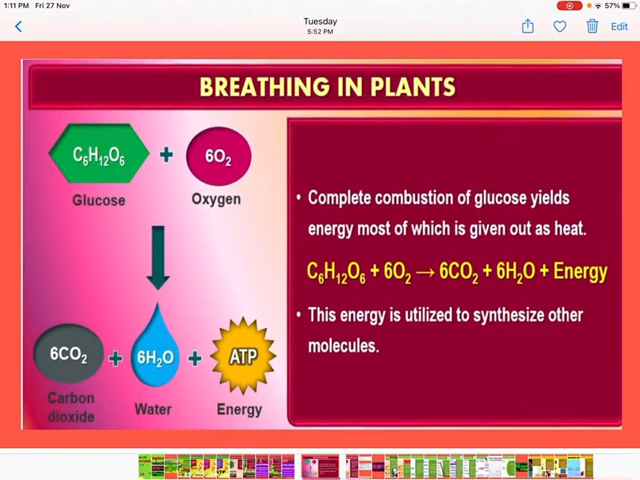 1:11 PM Fri 27 Nov
57%
Tuesday
5:52 PM
Edit
BREATHING IN PLANTS
C₆H₁₂O₆ + 6O₂
Glucose Oxygen
6CO₂ + 6H₂O + ATP
Carbon
dioxide
Water
Energy
• Complete combustion of glucose yields
energy most of which is given out as heat.
C₆H₁₂O₆ + 6O₂ → 6CO₂ + 6H₂O + Energy
• This energy is utilized to synthesize other
molecules.